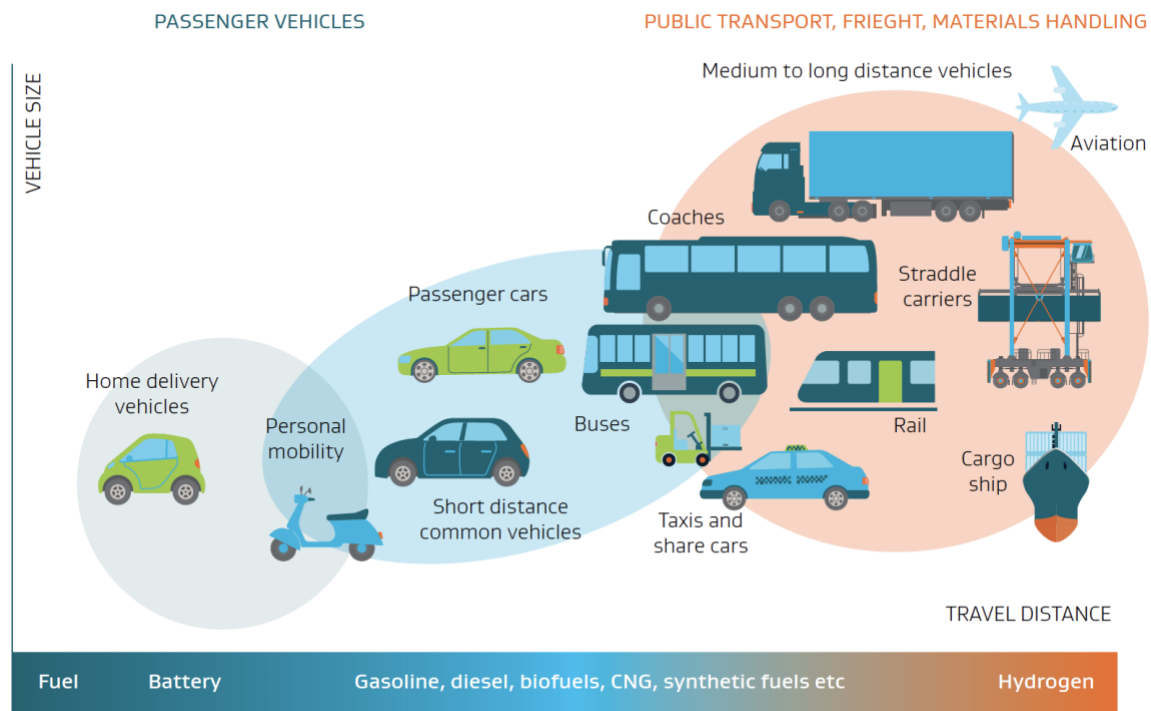 PASSENGER VEHICLES
PUBLIC TRANSPORT, FRIEGHT, MATERIALS HANDLING
VEHICLE SIZE
Medium to long distance vehicles
Aviation
Coaches
Straddle
carriers
Passenger cars
Home delivery
vehicles
Personal
mobility
Buses
Rail
Cargo
ship
Short distance
common vehicles
Taxis and
share cars
TRAVEL DISTANCE
Fuel
Battery
Gasoline, diesel, biofuels, CNG, synthetic fuels etc
Hydrogen